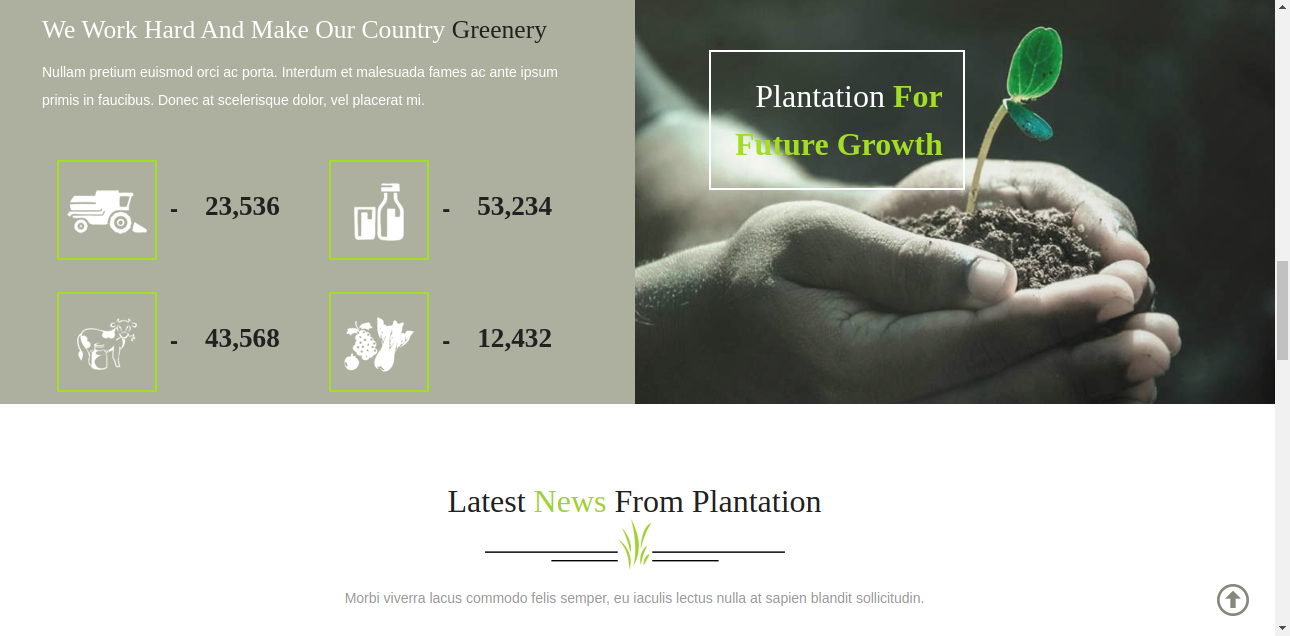 We Work Hard And Make Our Country Greenery
Nullam pretium euismod orci ac porta. Interdum et malesuada fames ac ante ipsum
primis in faucibus. Donec at scelerisque dolor, vel placerat mi.
- 23,536
- 53,234
- 43,568
- 12,432
Plantation For
Future Growth
Latest News From Plantation
Morbi viverra lacus commodo felis semper, eu iaculis lectus nulla at sapien blandit sollicitudin.